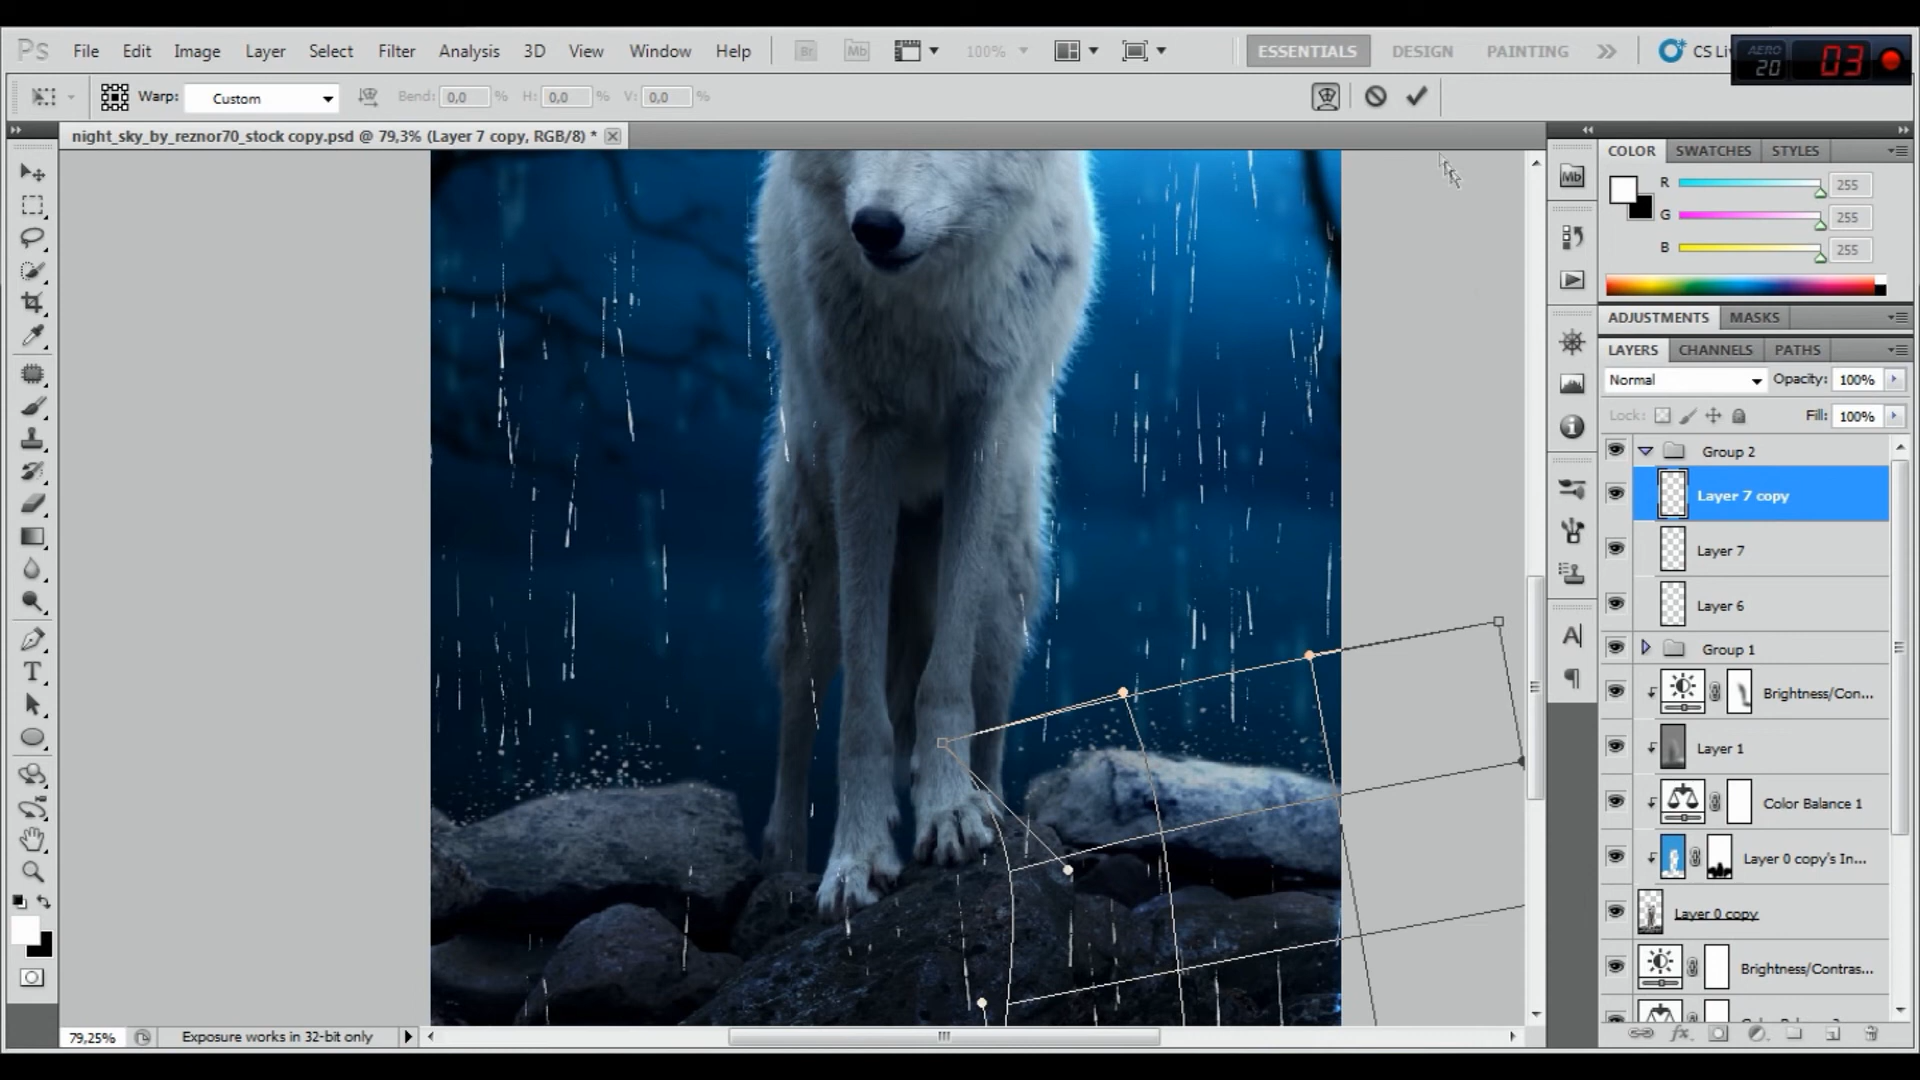 Ps File Edit Image Layer Select Filter Analysis 3D View Window Help Br Mb 100% ESSENTIALS DESIGN PAINTING CS Li
AERO 20 03
Warp: Custom Bend: 0,0 % H: 0,0 % V: 0,0 %
night_sky_by_reznor70_stock copy.psd @ 79,3% (Layer 7 copy, RGB/8) *
COLOR SWATCHES STYLES
Mb
R 255
G 255
B 255
ADJUSTMENTS MASKS
LAYERS CHANNELS PATHS
Normal Opacity: 100%
Lock: Fill: 100%
Group 2
Layer 7 copy
Layer 7
Layer 6
Group 1
Brightness/Con...
Layer 1
Color Balance 1
Layer 0 copy's In...
Layer 0 copy
Brightness/Contras...
79,25% Exposure works in 32-bit only